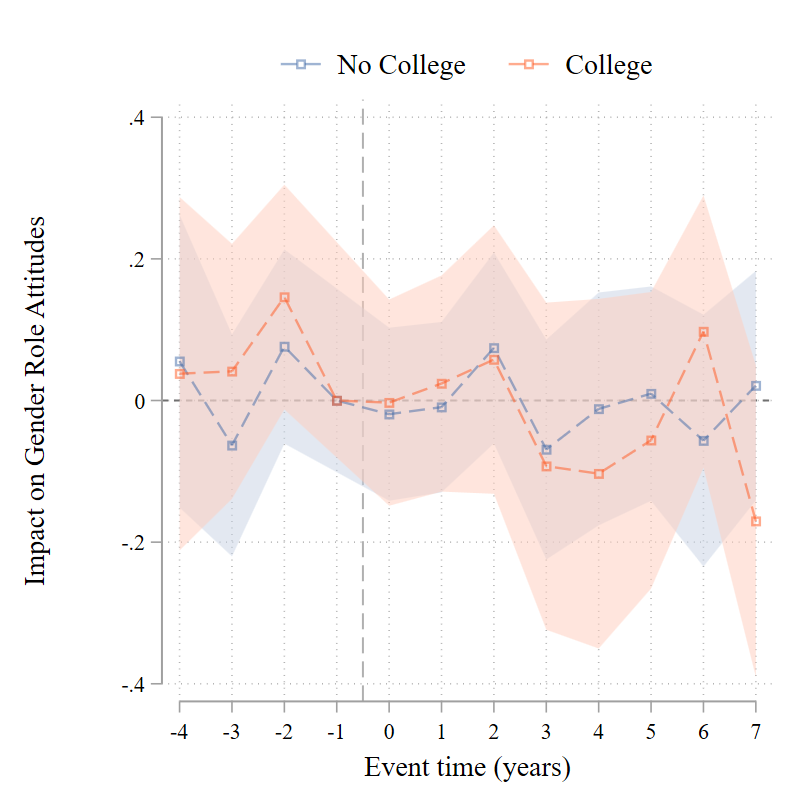 No College College
Impact on Gender Role Attitudes
.4
.2
0
-.2
-.4
-4 -3 -2 -1 0 1 2 3 4 5 6 7
Event time (years)